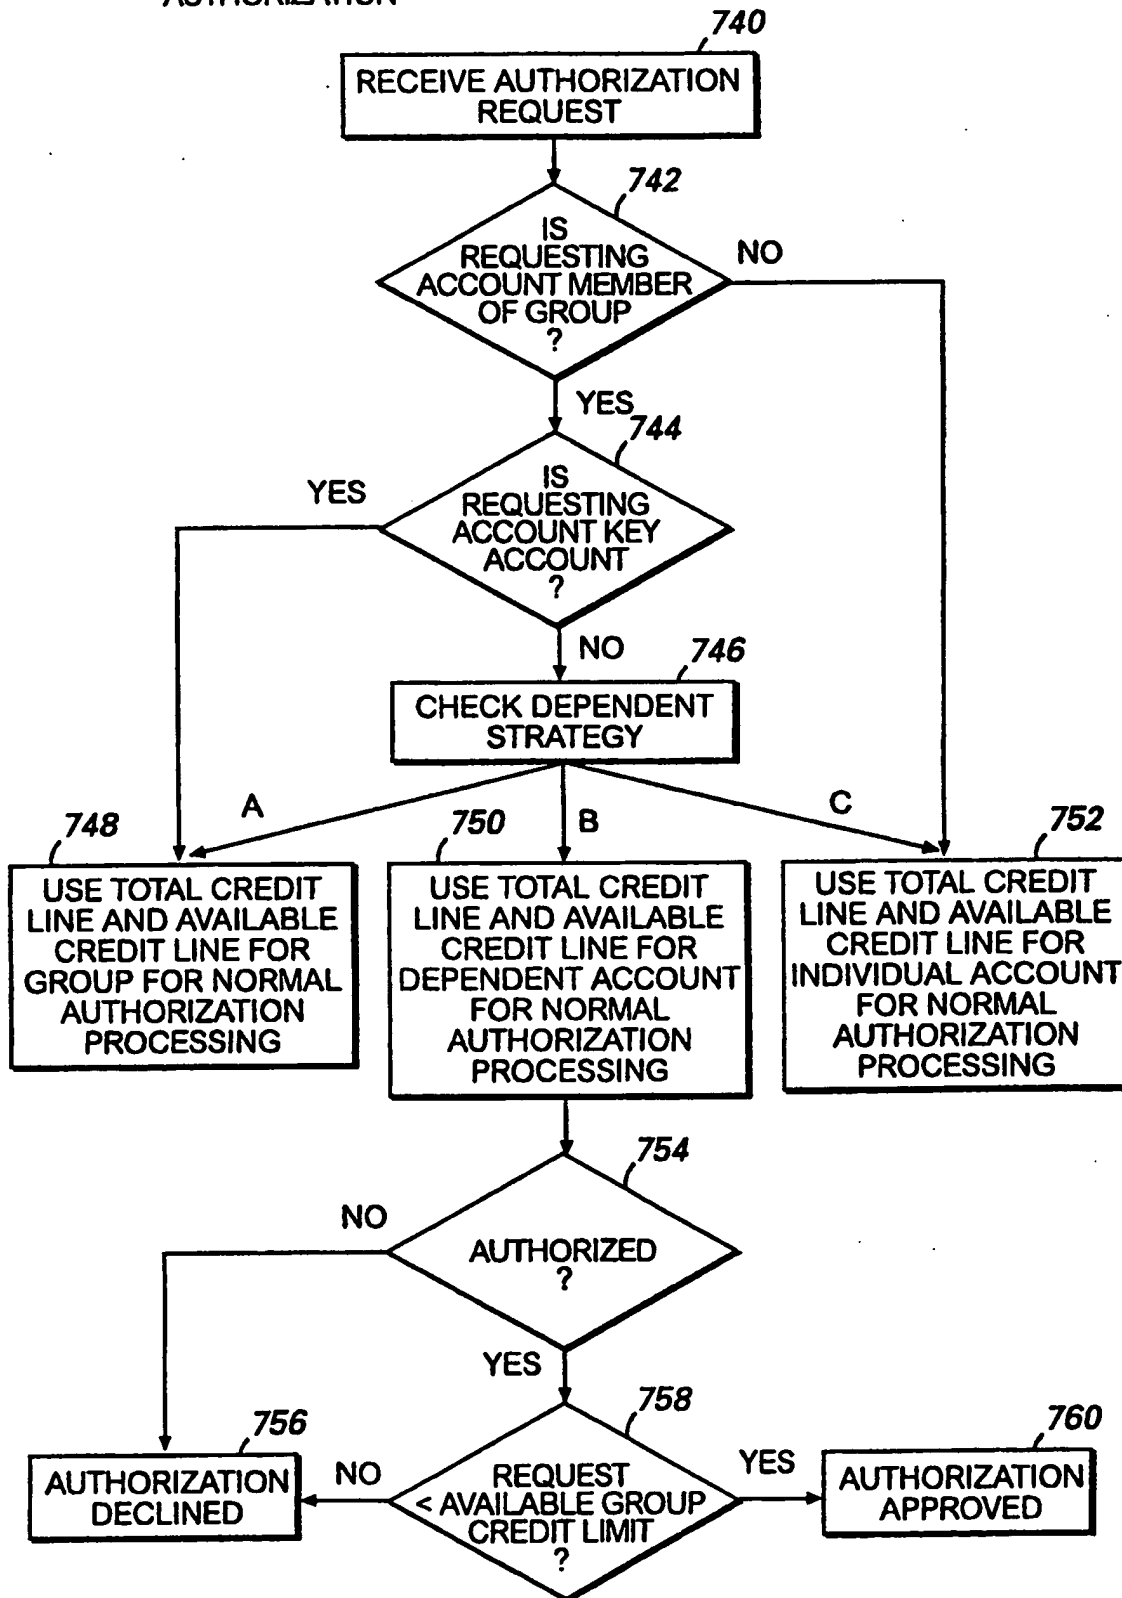 AUTHORIZATION
740
RECEIVE AUTHORIZATION
REQUEST
742
IS
REQUESTING
ACCOUNT MEMBER
OF GROUP
?
NO
YES
744
IS
REQUESTING
ACCOUNT KEY
ACCOUNT
?
YES
NO
746
CHECK DEPENDENT
STRATEGY
A
B
C
748
USE TOTAL CREDIT
LINE AND AVAILABLE
CREDIT LINE FOR
GROUP FOR NORMAL
AUTHORIZATION
PROCESSING
750
USE TOTAL CREDIT
LINE AND AVAILABLE
CREDIT LINE FOR
DEPENDENT ACCOUNT
FOR NORMAL
AUTHORIZATION
PROCESSING
752
USE TOTAL CREDIT
LINE AND AVAILABLE
CREDIT LINE FOR
INDIVIDUAL ACCOUNT
FOR NORMAL
AUTHORIZATION
PROCESSING
754
AUTHORIZED
?
NO
YES
756
AUTHORIZATION
DECLINED
NO
758
REQUEST
< AVAILABLE GROUP
CREDIT LIMIT
?
YES
760
AUTHORIZATION
APPROVED